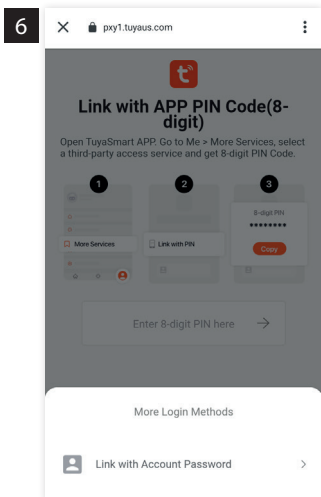 6
pxy1.tuyaus.com
Link with APP PIN Code(8-
digit)
Open TuyaSmart APP. Go to Me > More Services, select
a third-party access service and get 8-digit PIN Code.
1
2
3
8-digit PIN
********
More Services
Link with PIN
Copy
Enter 8-digit PIN here
More Login Methods
Link with Account Password